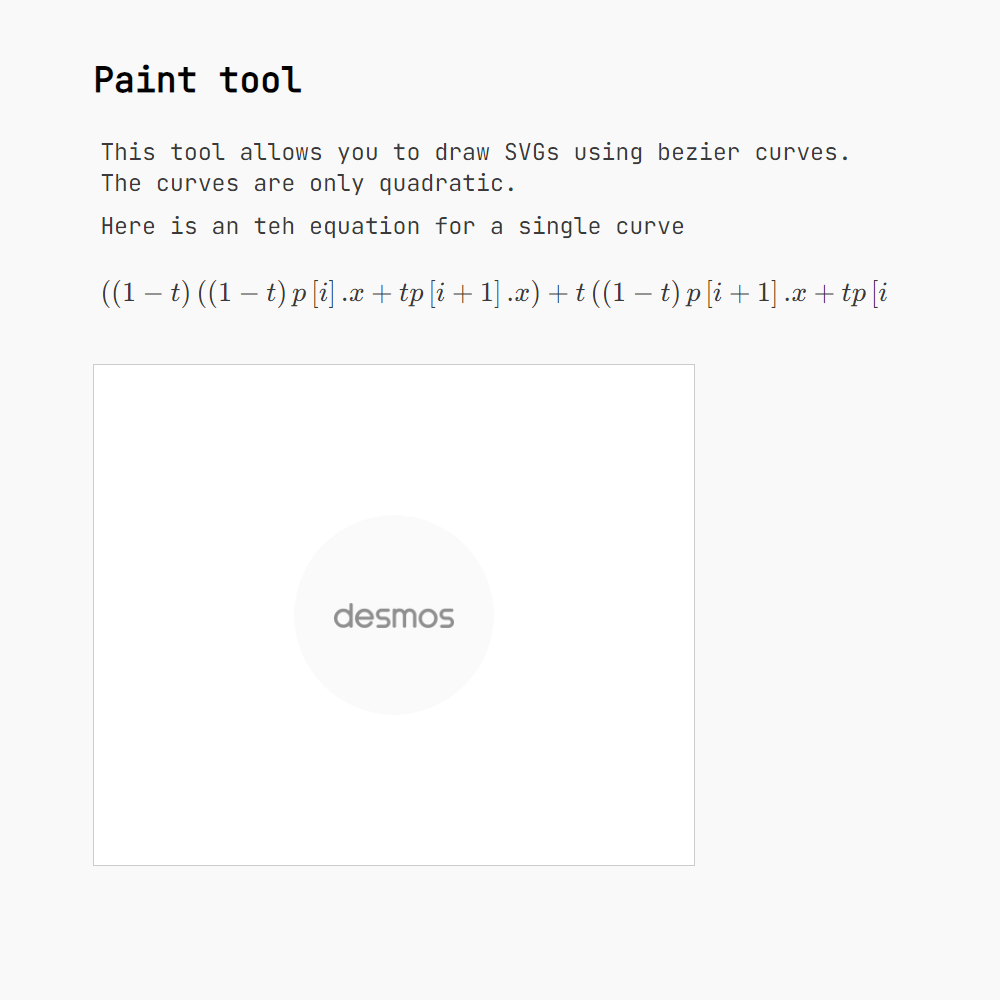 Paint tool
This tool allows you to draw SVGs using bezier curves.
The curves are only quadratic.
Here is an teh equation for a single curve
((1 − t) ((1 − t) p [i] .x + tp [i + 1] .x) + t ((1 − t) p [i + 1] .x + tp [i
desmos